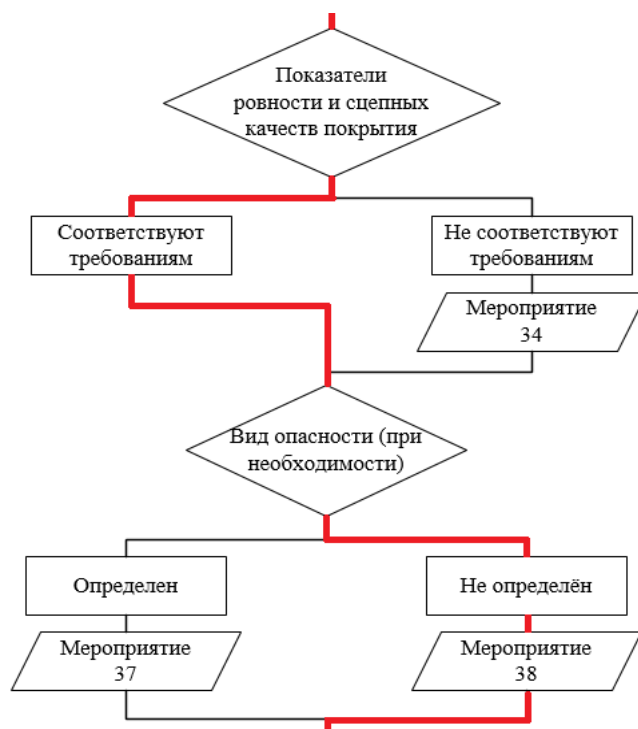 Показатели
ровности и сцепных
качеств покрытия
Соответствуют
требованиям
Не соответствуют
требованиям
Мероприятие
34
Вид опасности (при
необходимости)
Определен
Не определён
Мероприятие
37
Мероприятие
38